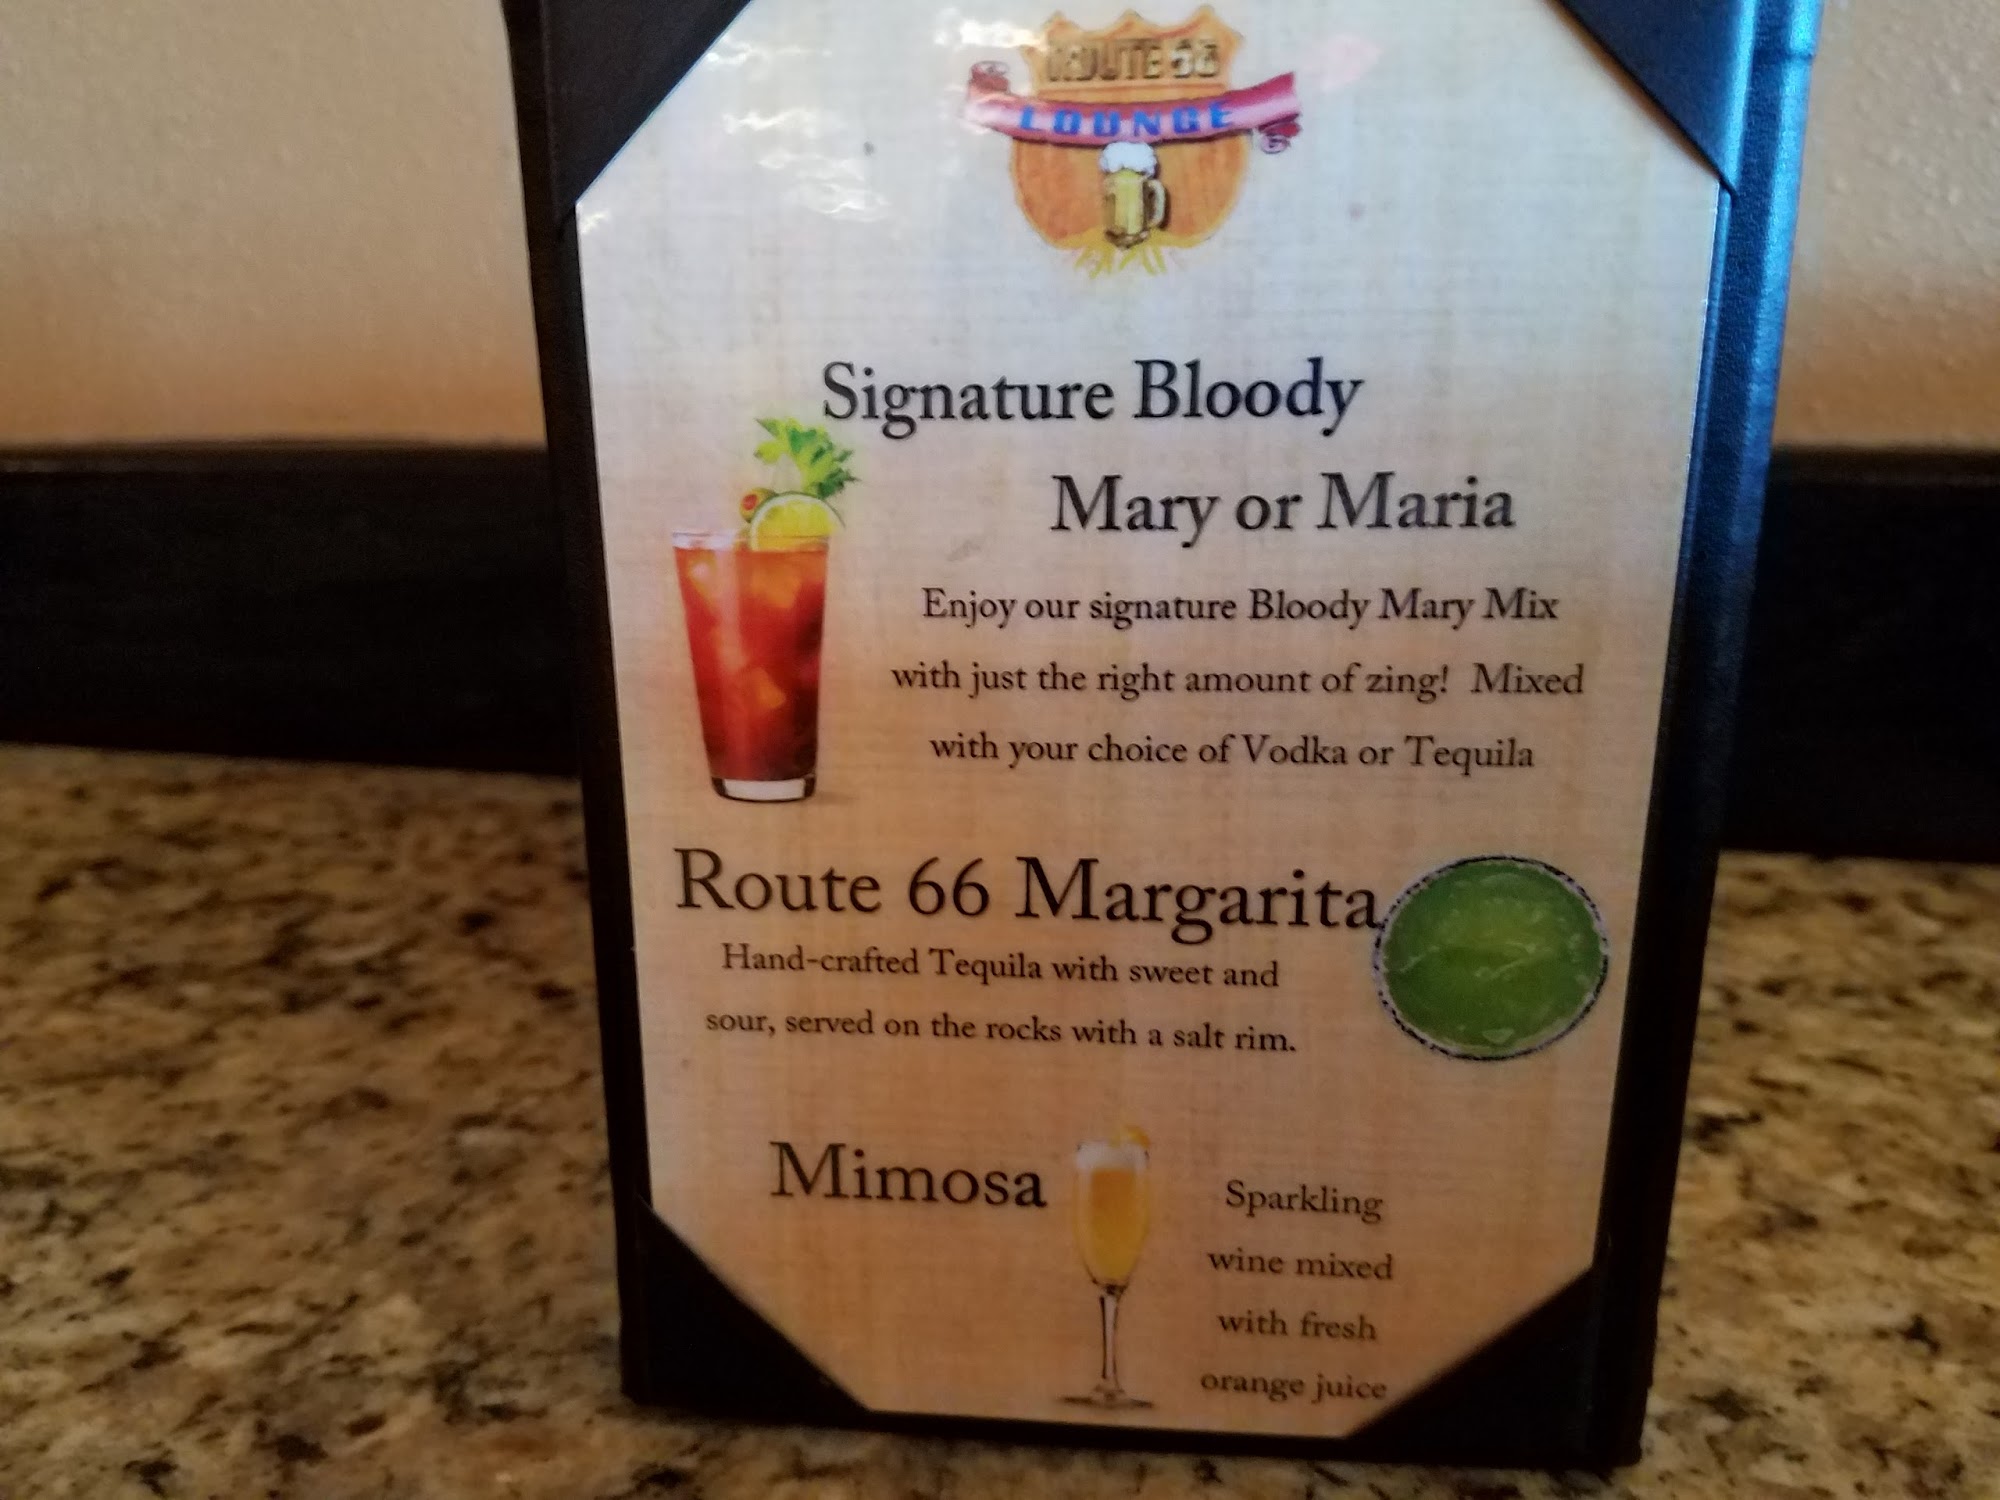 ROUTE 66
LOUNGE
Signature Bloody
Mary or Maria
Enjoy our signature Bloody Mary Mix
with just the right amount of zing! Mixed
with your choice of Vodka or Tequila
Route 66 Margarita
Hand-crafted Tequila with sweet and
sour, served on the rocks with a salt rim.
Mimosa
Sparkling
wine mixed
with fresh
orange juice